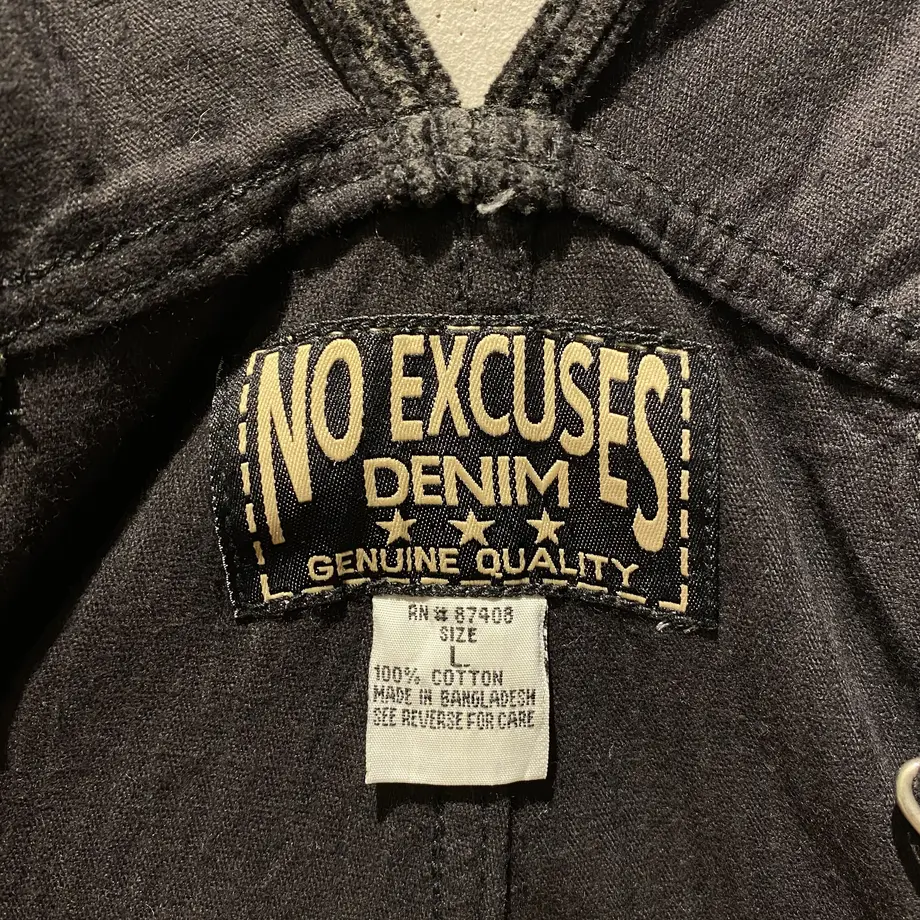 NO EXCUSES
DENIM
★ ★ ★
GENUINE QUALITY
RN # 87408
SIZE
L
100% COTTON
MADE IN BANGLADESH
SEE REVERSE FOR CARE